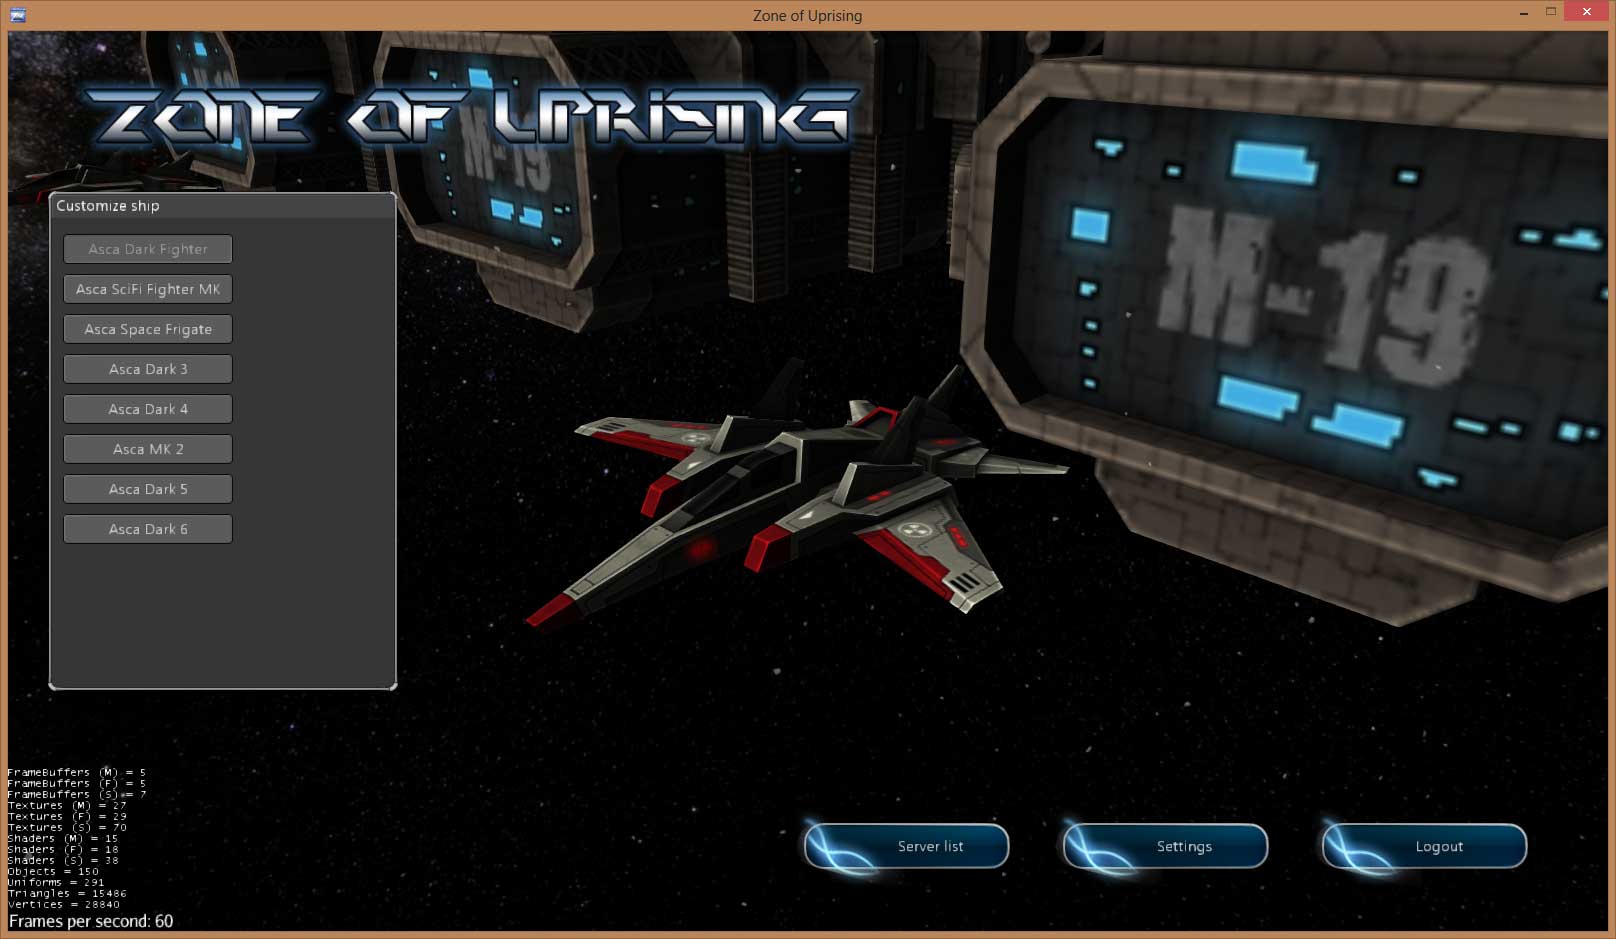 Zone of Uprising
ZONE OF UPRISING
M-19
M-19
M-19
Customize ship
Asca Dark Fighter
Asca SciFi Fighter MK
Asca Space Frigate
Asca Dark 3
Asca Dark 4
Asca MK 2
Asca Dark 5
Asca Dark 6
FrameBuffers (M) = 5
FrameBuffers (F) = 5
FrameBuffers (S) = 7
Textures (M) = 27
Textures (F) = 29
Textures (S) = 70
Shaders (M) = 15
Shaders (F) = 18
Shaders (S) = 38
Objects = 150
Uniforms = 291
Triangles = 15486
Vertices = 28840
Frames per second: 60
Server list
Settings
Logout